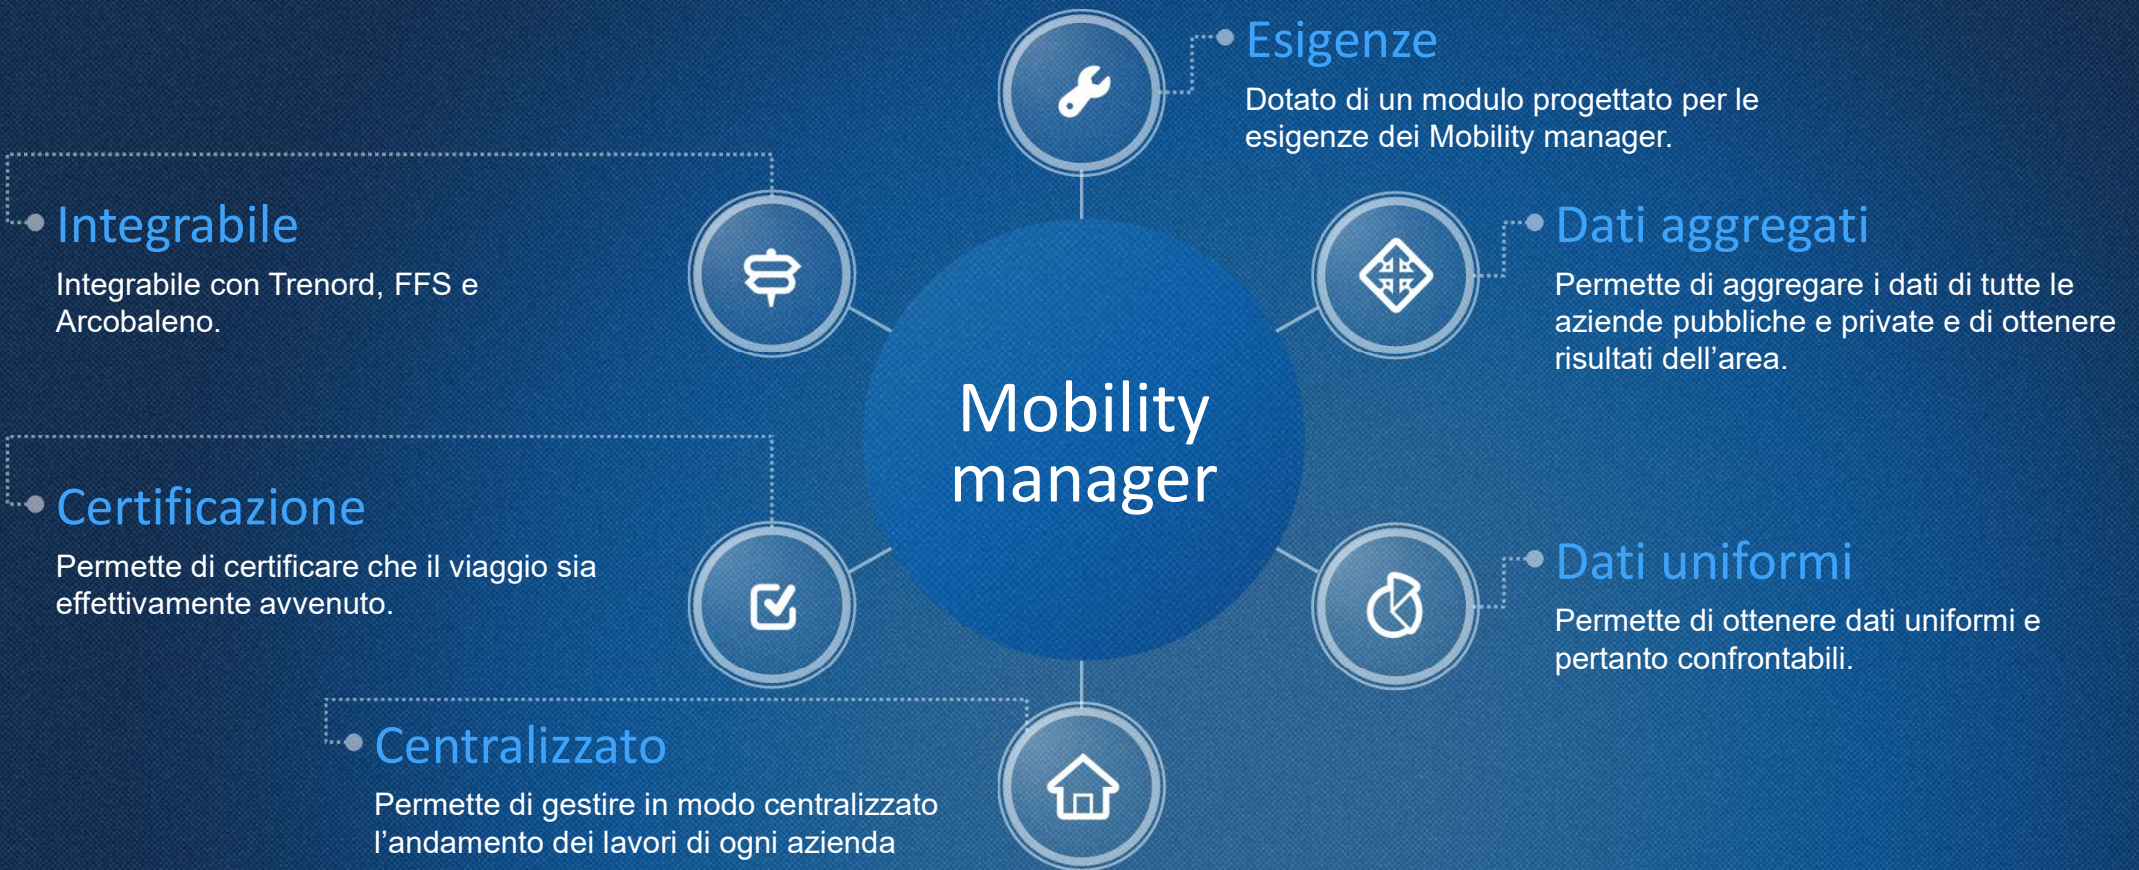 Esigenze
Dotato di un modulo progettato per le
esigenze dei Mobility manager.
Integrabile
Integrabile con Trenord, FFS e
Arcobaleno.
Dati aggregati
Permette di aggregare i dati di tutte le
aziende pubbliche e private e di ottenere
risultati dell’area.
Mobility
manager
Certificazione
Permette di certificare che il viaggio sia
effettivamente avvenuto.
Dati uniformi
Permette di ottenere dati uniformi e
pertanto confrontabili.
Centralizzato
Permette di gestire in modo centralizzato
l’andamento dei lavori di ogni azienda